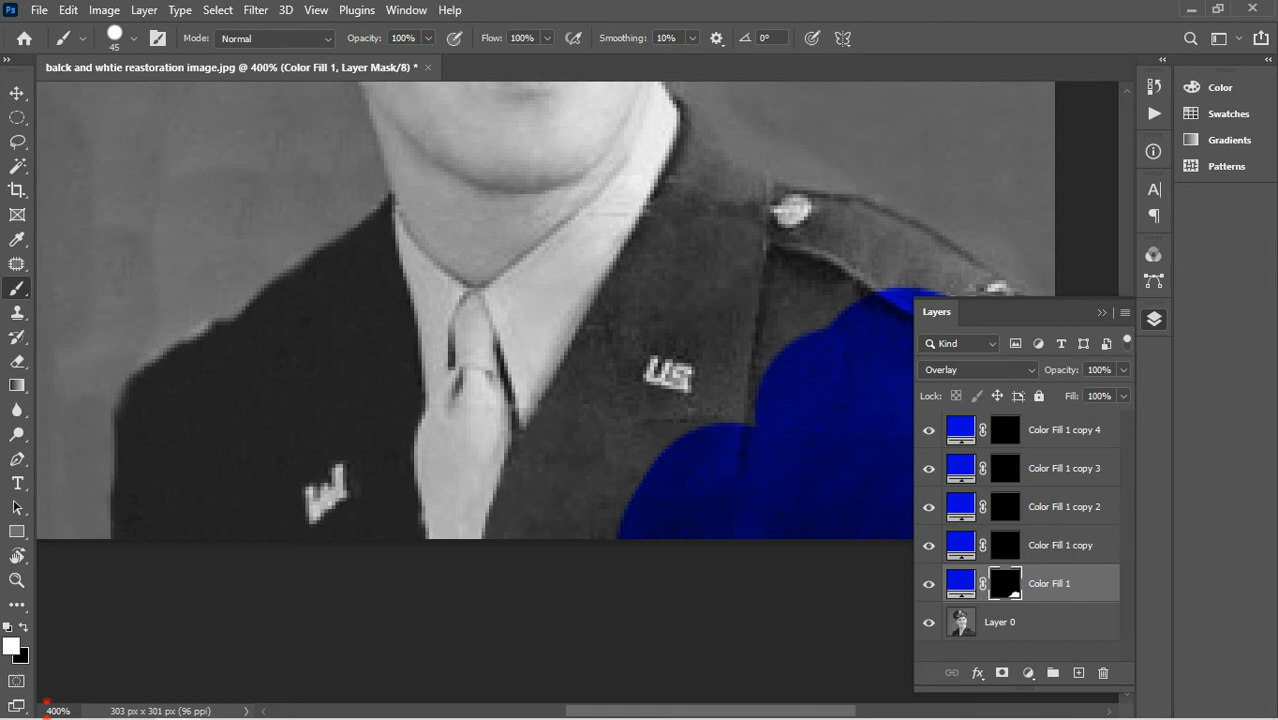 Ps File Edit Image Layer Type Select Filter 3D View Plugins Window Help
45 Mode: Normal Opacity: 100% Flow: 100% Smoothing: 10% 0°
balck and whtie reastoration image.jpg @ 400% (Color Fill 1, Layer Mask/8) * ×
Color
Swatches
Gradients
Patterns
US
Layers
Kind
Overlay Opacity: 100%
Lock: Fill: 100%
Color Fill 1 copy 4
Color Fill 1 copy 3
Color Fill 1 copy 2
Color Fill 1 copy
Color Fill 1
Layer 0
fx
400% 303 px x 301 px (96 ppi)